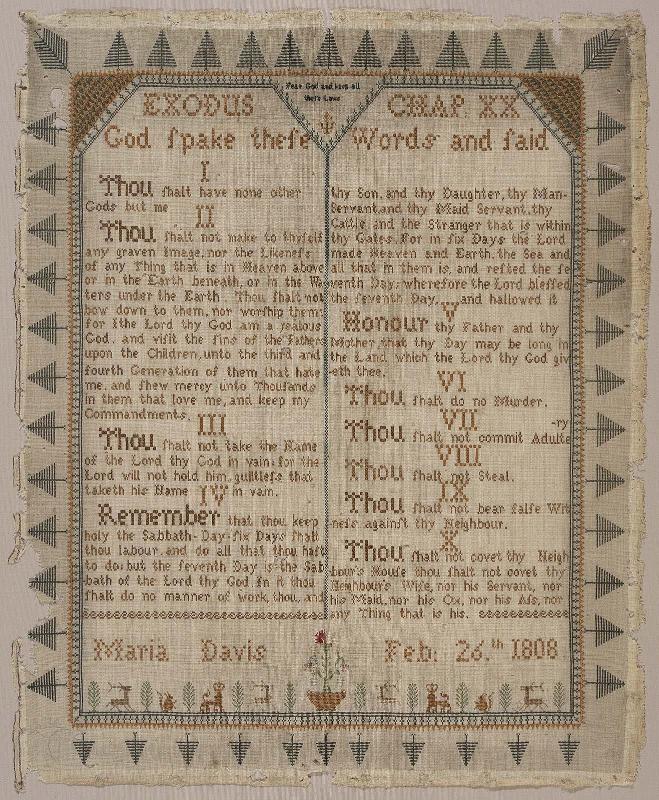 Fear God and keep all
theſe Laws
EXODUS CHAP XX
God ſpake theſe Words and ſaid
I
Thou ſhalt have none other
Gods but me
II
Thou ſhalt not make to thyſelf
any graven Image, nor the Likeneſs
of any Thing that is in Heaven above
or in the Earth beneath, or in the Wa
ters under the Earth. Thou ſhalt not
bow down to them, nor worſhip them:
for I the Lord thy God am a jealous
God, and viſit the ſins of the Fathers
upon the Children, unto the third and
fourth Generation of them that hate
me, and ſhew mercy unto Thouſands
in them that love me, and keep my
Commandments.
III
Thou ſhalt not take the Name
of the Lord thy God in vain: for the
Lord will not hold him guiltleſs that
taketh his Name in vain.
IV
Remember that thou keep
holy the Sabbath-Day. ſix Days ſhalt
thou labour, and do all that thou haſt
to do: but the ſeventh Day is the Sab
bath of the Lord thy God In it thou
ſhalt do no manner of work, thou, and
thy Son, and thy Daughter, thy Man-
Servant, and thy Maid Servant, thy
Cattle and the Stranger that is within
thy Gates. For in ſix Days the Lord
made Heaven and Earth, the Sea and
all that in them is, and reſted the ſe
venth Day: wherefore the Lord bleſſed
the ſeventh Day, and hallowed it
V
Honour thy Father and thy
Mother, that thy Day may be long in
the Land which the Lord thy God giv
-eth thee.
VI
Thou ſhalt do no Murder.
VII
-ry
Thou ſhalt not commit Adulte
VIII
Thou ſhalt not Steal.
IX
Thou ſhalt not bear falſe Wit
neſs againſt thy Neighbour.
X
Thou ſhalt not covet thy Neigh
bour's Houſe thou ſhalt not covet thy
Neighbour's Wife, nor his Servant, nor
his Maid, nor his Ox, nor his Aſs, nor
any Thing that is his.
Maria Davis Feb: 26.th 1808